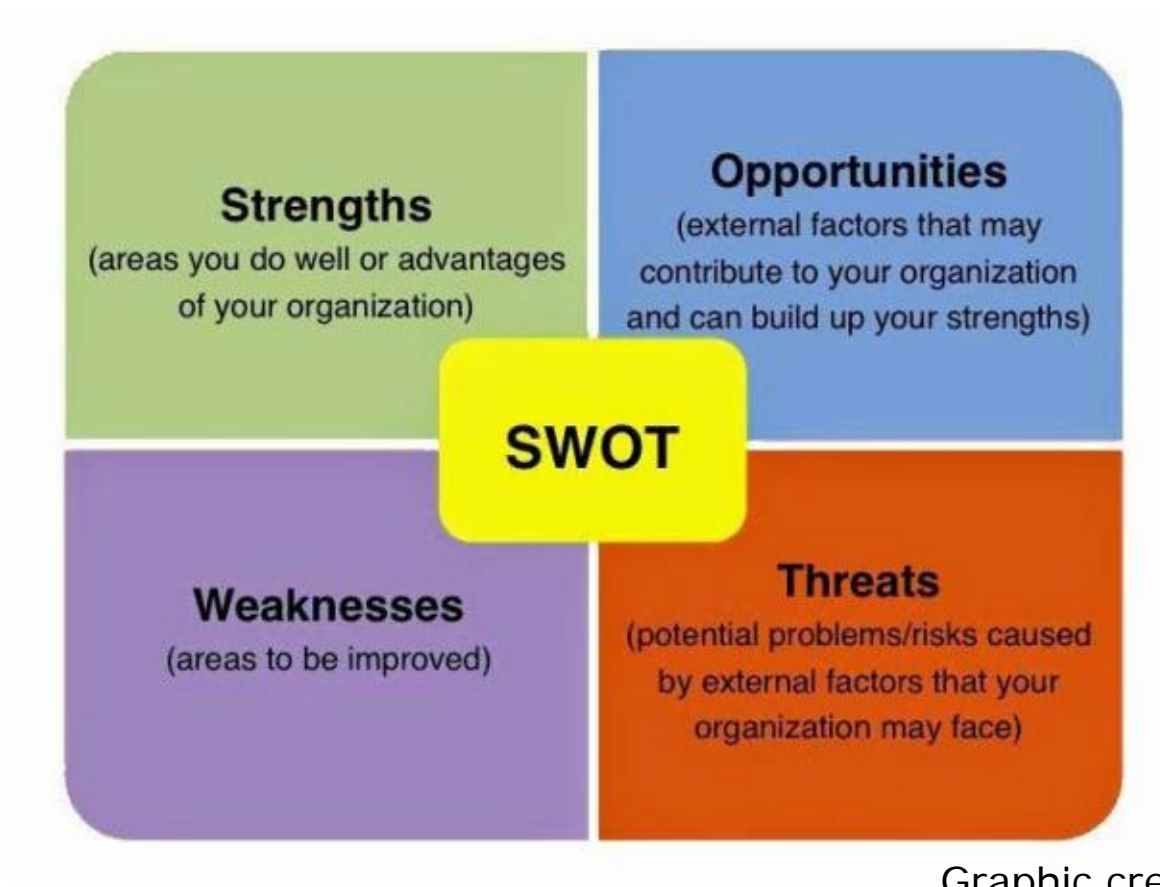 Strengths
(areas you do well or advantages
of your organization)
Opportunities
(external factors that may
contribute to your organization
and can build up your strengths)
SWOT
Weaknesses
(areas to be improved)
Threats
(potential problems/risks caused
by external factors that your
organization may face)
Graphic